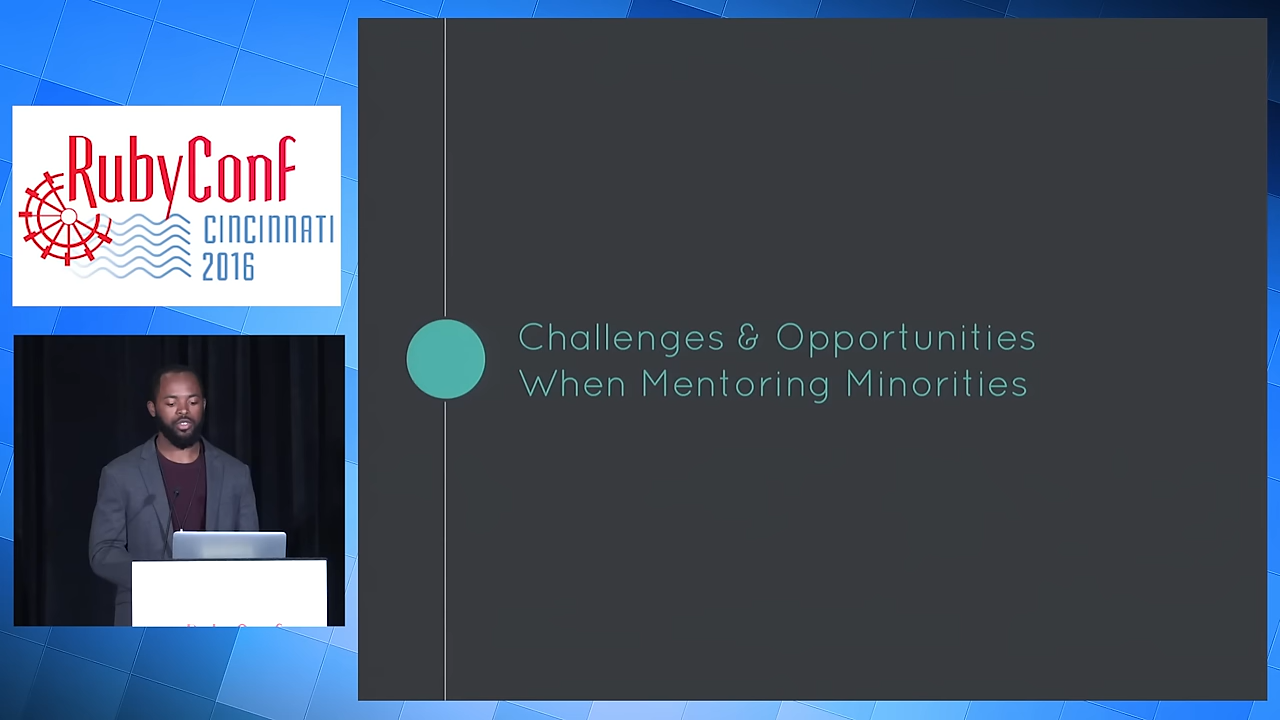 RubyConf
CINCINNATI
2016
Challenges & Opportunities
When Mentoring Minorities